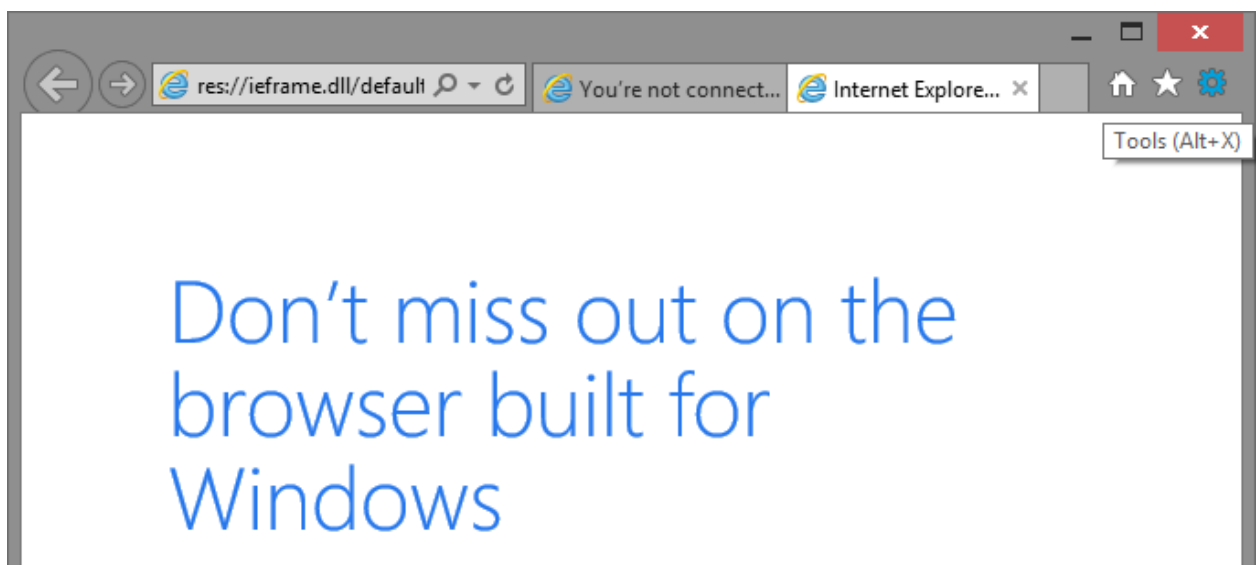 res://ieframe.dll/default
You're not connect...
Internet Explore...
Tools (Alt+X)
Don't miss out on the
browser built for
Windows